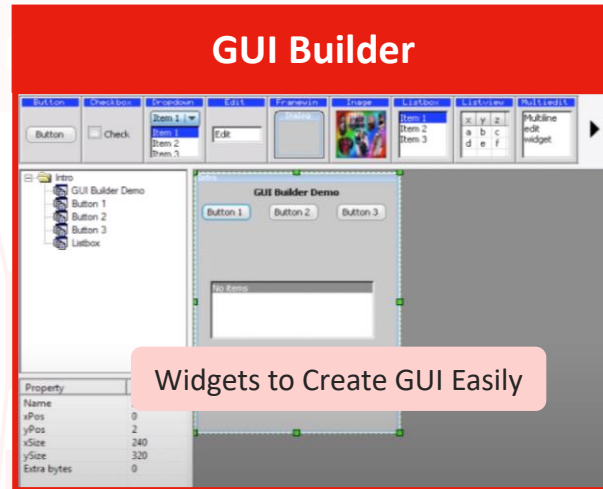 GUI Builder
Button Checkbox Dropdown Edit Framewin Image Listbox Listview Multiedit
Button
Check
Item 1
Item 1
Item 2
Item 3
Edit
Dialog
Item 1
Item 2
Item 3
x y z
a b c
d e f
Multiline
edit
widget
Intro
GUI Builder Demo
Button 1
Button 2
Button 3
Listbox
Intro
GUI Builder Demo
Button 1 Button 2 Button 3
No items
Widgets to Create GUI Easily
Property
Name
xPos 0
yPos 2
xSize 240
ySize 320
Extra bytes 0